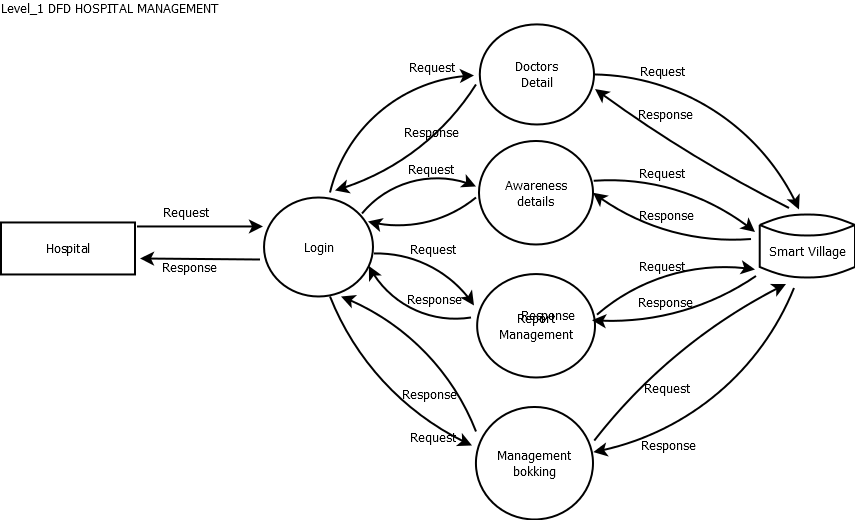 Level_1 DFD HOSPITAL MANAGEMENT
Request
Doctors
Detail
Request
Response
Response
Request
Awareness
details
Request
Request
Response
Hospital
Login
Smart Village
Response
Request
Request
Response
Response
Response
Report
Management
Response
Request
Request
Response
Management
bokking
Response